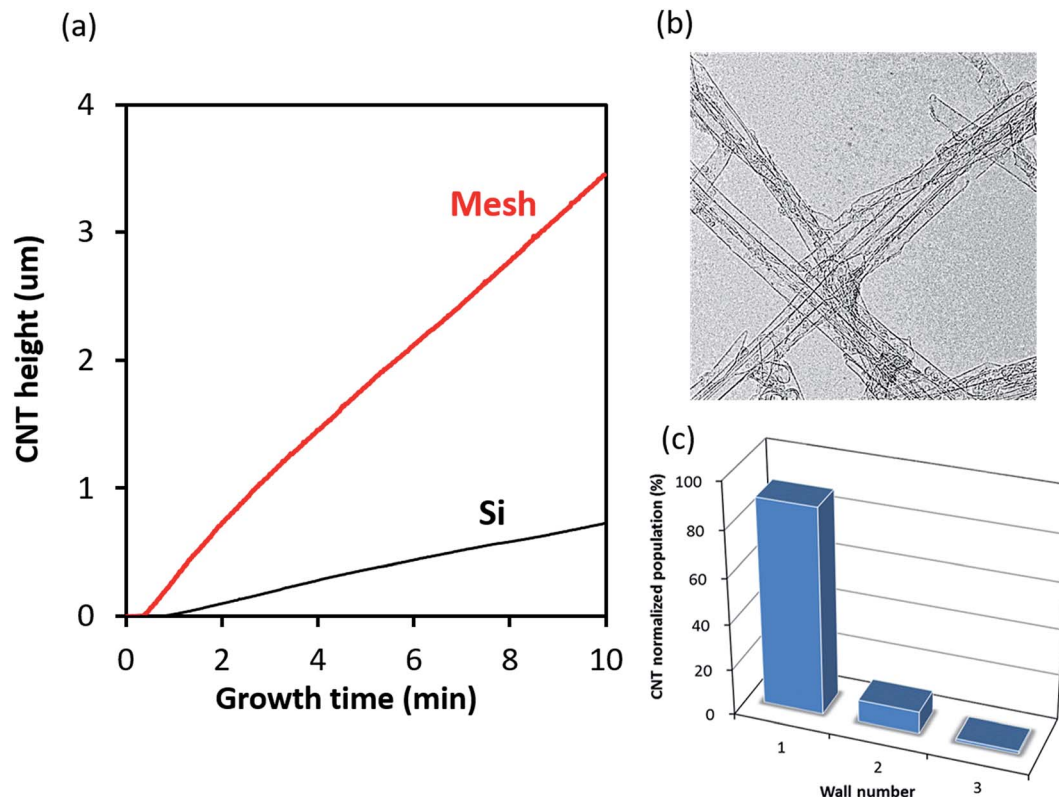 (a)
4
3
2
1
0
CNT height (um)
Mesh
Si
0 2 4 6 8 10
Growth time (min)
(b)
(c)
CNT normalized population (%)
100
80
60
40
20
0
1
2
3
Wall number